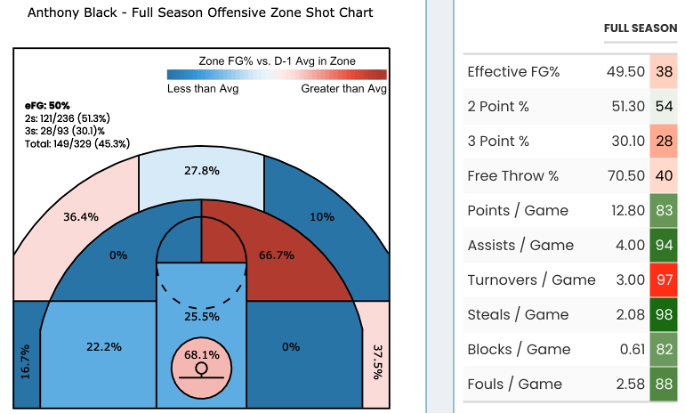 Anthony Black - Full Season Offensive Zone Shot Chart
Zone FG% vs. D-1 Avg in Zone
Less than Avg Greater than Avg
eFG: 50%
2s: 121/236 (51.3%)
3s: 28/93 (30.1)%
Total: 149/329 (45.3%)
27.8%
36.4%
10%
0%
66.7%
25.5%
22.2%
0%
16.7%
68.1%
37.5%
FULL SEASON
Effective FG% 49.50 38
2 Point % 51.30 54
3 Point % 30.10 28
Free Throw % 70.50 40
Points / Game 12.80 83
Assists / Game 4.00 94
Turnovers / Game 3.00 97
Steals / Game 2.08 98
Blocks / Game 0.61 82
Fouls / Game 2.58 88